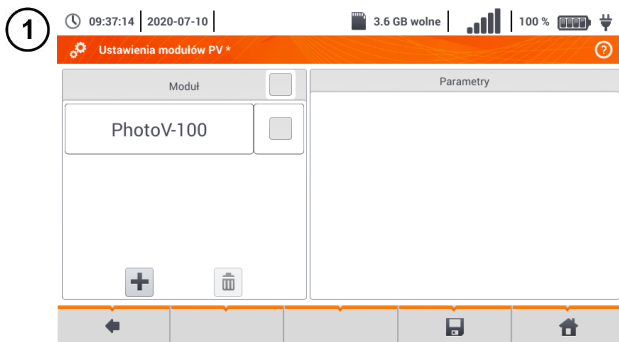 1
09:37:14 2020-07-10 3.6 GB wolne 100 %
Ustawienia modułów PV * ?
Moduł Parametry
PhotoV-100